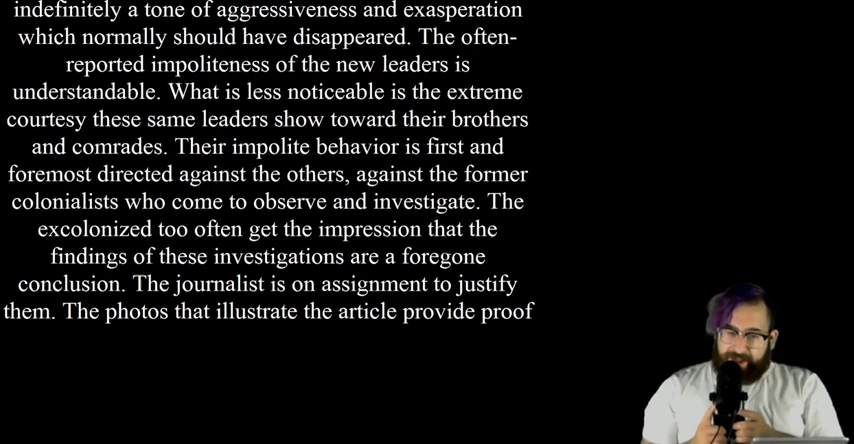 indefinitely a tone of aggressiveness and exasperation
which normally should have disappeared. The often-
reported impoliteness of the new leaders is
understandable. What is less noticeable is the extreme
courtesy these same leaders show toward their brothers
and comrades. Their impolite behavior is first and
foremost directed against the others, against the former
colonialists who come to observe and investigate. The
excolonized too often get the impression that the
findings of these investigations are a foregone
conclusion. The journalist is on assignment to justify
them. The photos that illustrate the article provide proof